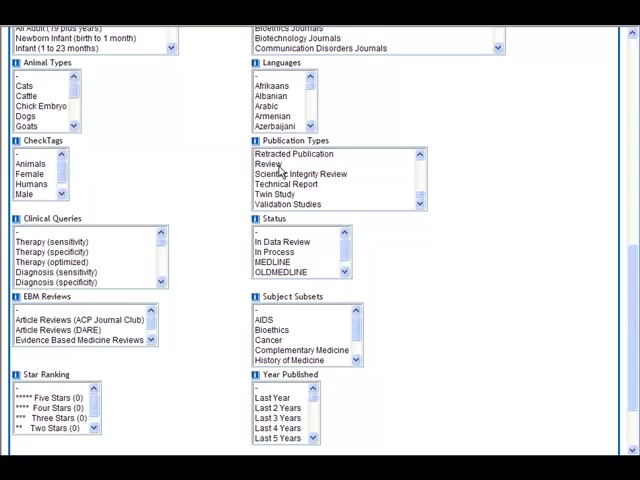 All Adult (19 plus years)
Newborn Infant (birth to 1 month)
Infant (1 to 23 months)
Bioethics Journals
Biotechnology Journals
Communication Disorders Journals
Animal Types
-
Cats
Cattle
Chick Embryo
Dogs
Goats
Languages
-
Afrikaans
Albanian
Arabic
Armenian
Azerbaijani
CheckTags
-
Animals
Female
Humans
Male
Publication Types
Retracted Publication
Review
Scientific Integrity Review
Technical Report
Twin Study
Validation Studies
Clinical Queries
-
Therapy (sensitivity)
Therapy (specificity)
Therapy (optimized)
Diagnosis (sensitivity)
Diagnosis (specificity)
Status
-
In Data Review
In Process
MEDLINE
OLDMEDLINE
EBM Reviews
-
Article Reviews (ACP Journal Club)
Article Reviews (DARE)
Evidence Based Medicine Reviews
Subject Subsets
-
AIDS
Bioethics
Cancer
Complementary Medicine
History of Medicine
Star Ranking
-
***** Five Stars (0)
**** Four Stars (0)
*** Three Stars (0)
** Two Stars (0)
Year Published
-
Last Year
Last 2 Years
Last 3 Years
Last 4 Years
Last 5 Years